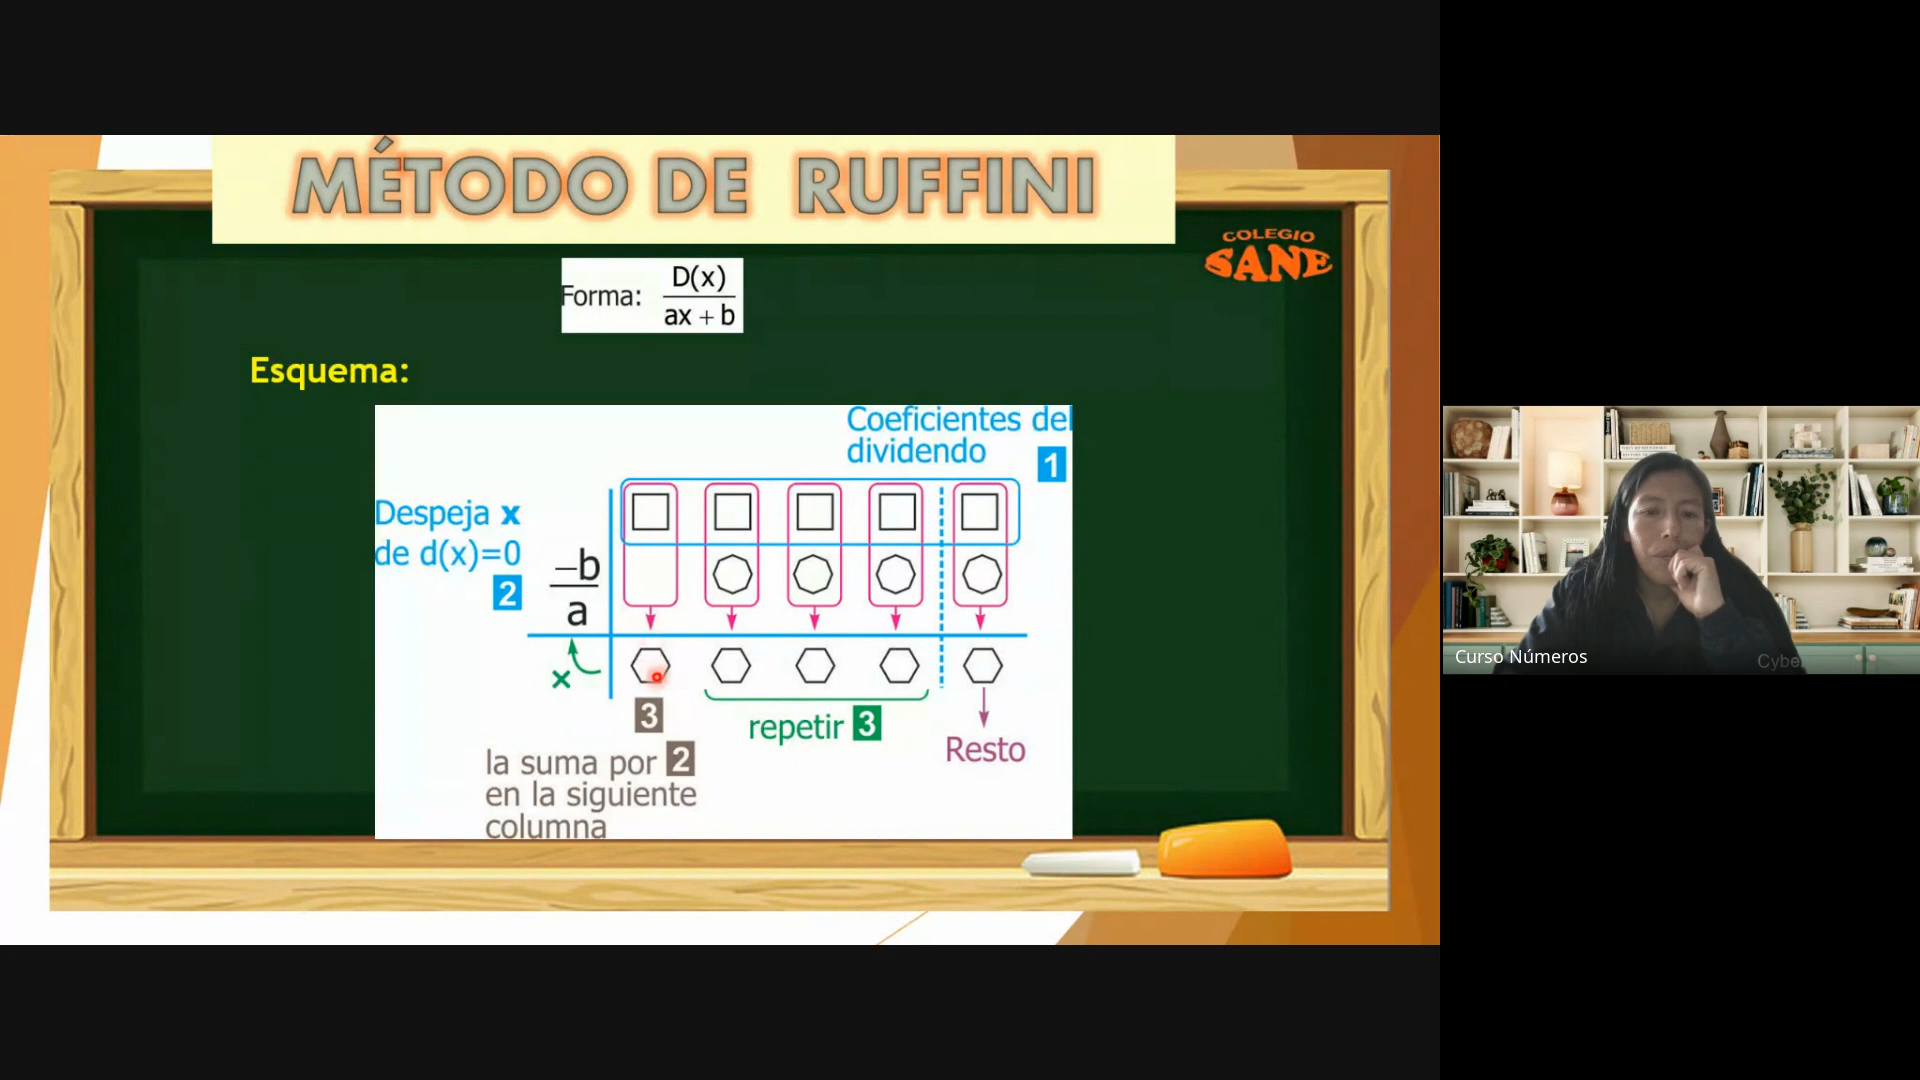 MÉTODO DE RUFFINI
COLEGIO
SANE
Forma: D(x)
ax + b
Esquema:
Coeficientes del
dividendo
1
Despeja x
de d(x)=0
2
–b
a
x
3
repetir 3
Resto
la suma por 2
en la siguiente
columna
Curso Números